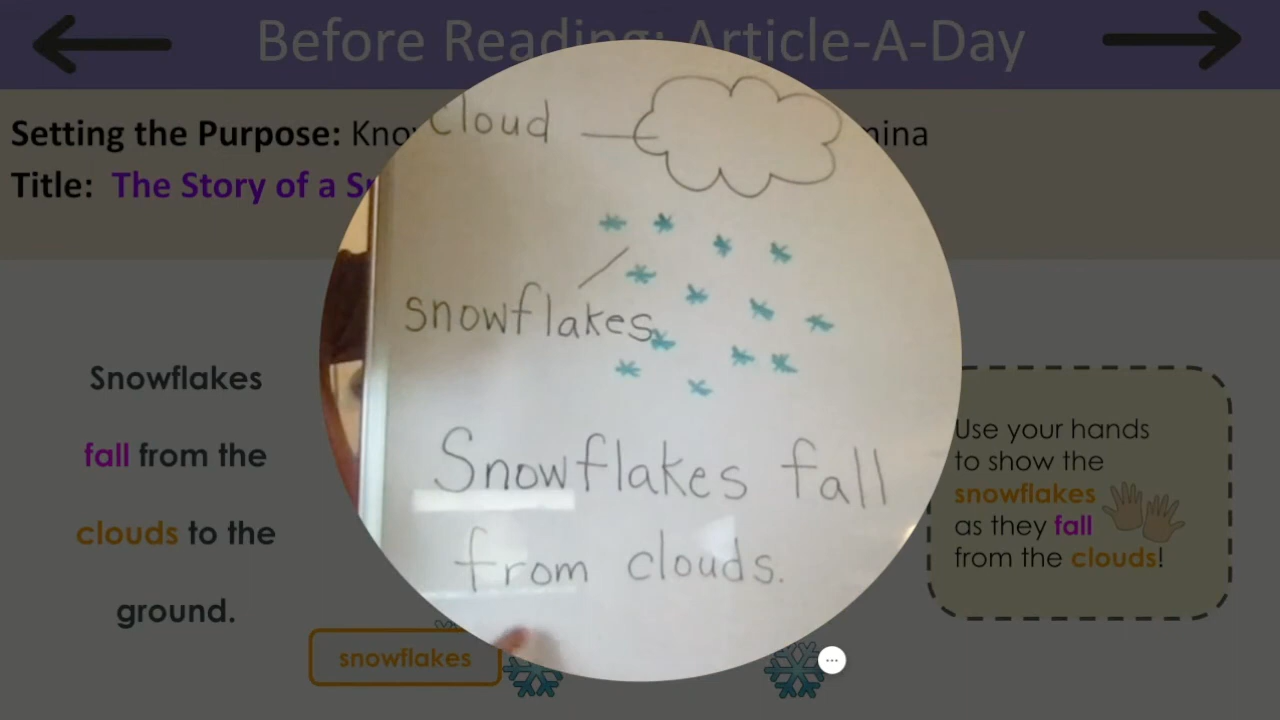 Before Reading: Article-A-Day
Setting the Purpose:
Title: The Story of a
Cloud
snowflakes
Snowflakes fall
from clouds.
Snowflakes
fall from the
clouds to the
ground.
snowflakes
Use your hands
to show the
snowflakes
as they fall
from the clouds!